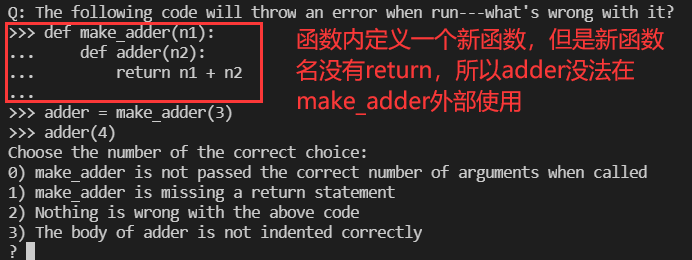 Q: The following code will throw an error when run---what's wrong with it?
>>> def make_adder(n1):
...     def adder(n2):
...         return n1 + n2
...
>>> adder = make_adder(3)
>>> adder(4)
函数内定义一个新函数，但是新函数
名没有return，所以adder没法在
make_adder外部使用
Choose the number of the correct choice:
0) make_adder is not passed the correct number of arguments when called
1) make_adder is missing a return statement
2) Nothing is wrong with the above code
3) The body of adder is not indented correctly
?